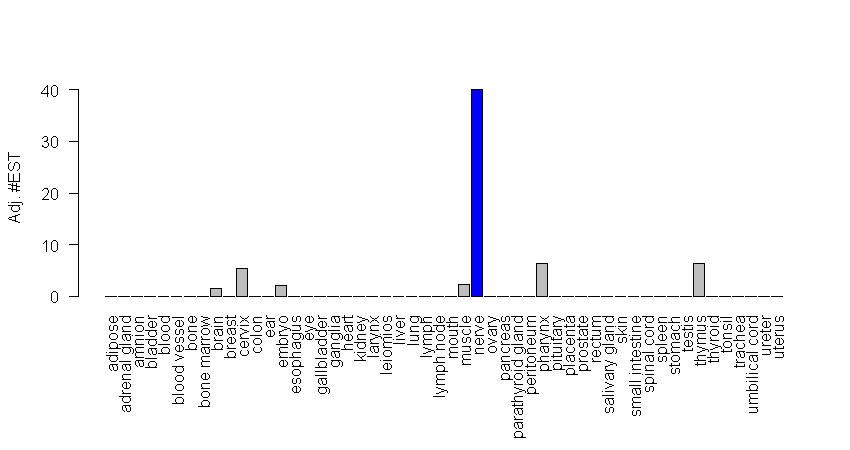 Adj. #EST
40
30
20
10
0
adipose
adrenal gland
amnion
bladder
blood
blood vessel
bone
bone marrow
brain
breast
cervix
colon
ear
embryo
esophagus
eye
gallbladder
ganglia
heart
kidney
larynx
leiomios
liver
lung
lymph
lymph node
mouth
muscle
nerve
ovary
pancreas
parathyroid gland
peritoneum
pharynx
pituitary
placenta
prostate
rectum
salivary gland
skin
small intestine
spinal cord
spleen
stomach
testis
thymus
thyroid
tonsil
trachea
umbilical cord
ureter
uterus